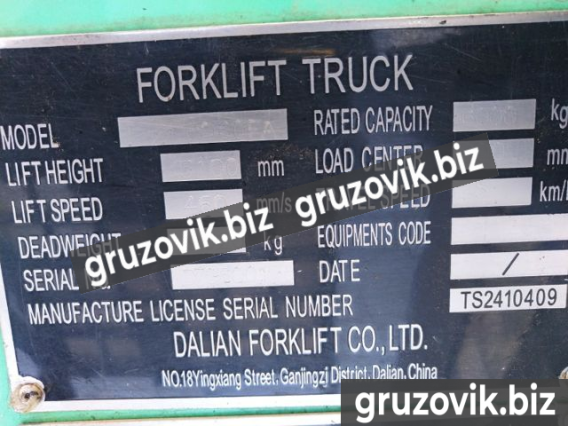 FORKLIFT TRUCK
MODEL
RATED CAPACITY kg
LIFT HEIGHT mm
LOAD CENTER mm
LIFT SPEED mm/s
SPEED km/
DEADWEIGHT kg
EQUIPMENTS CODE
SERIAL
DATE /
MANUFACTURE LICENSE SERIAL NUMBER TS2410409
DALIAN FORKLIFT CO.,LTD.
NO.18Yingxiang Street, Ganjingzi District, Dalian, China
gruzovik.biz gruzovik.biz
gruzovik.biz